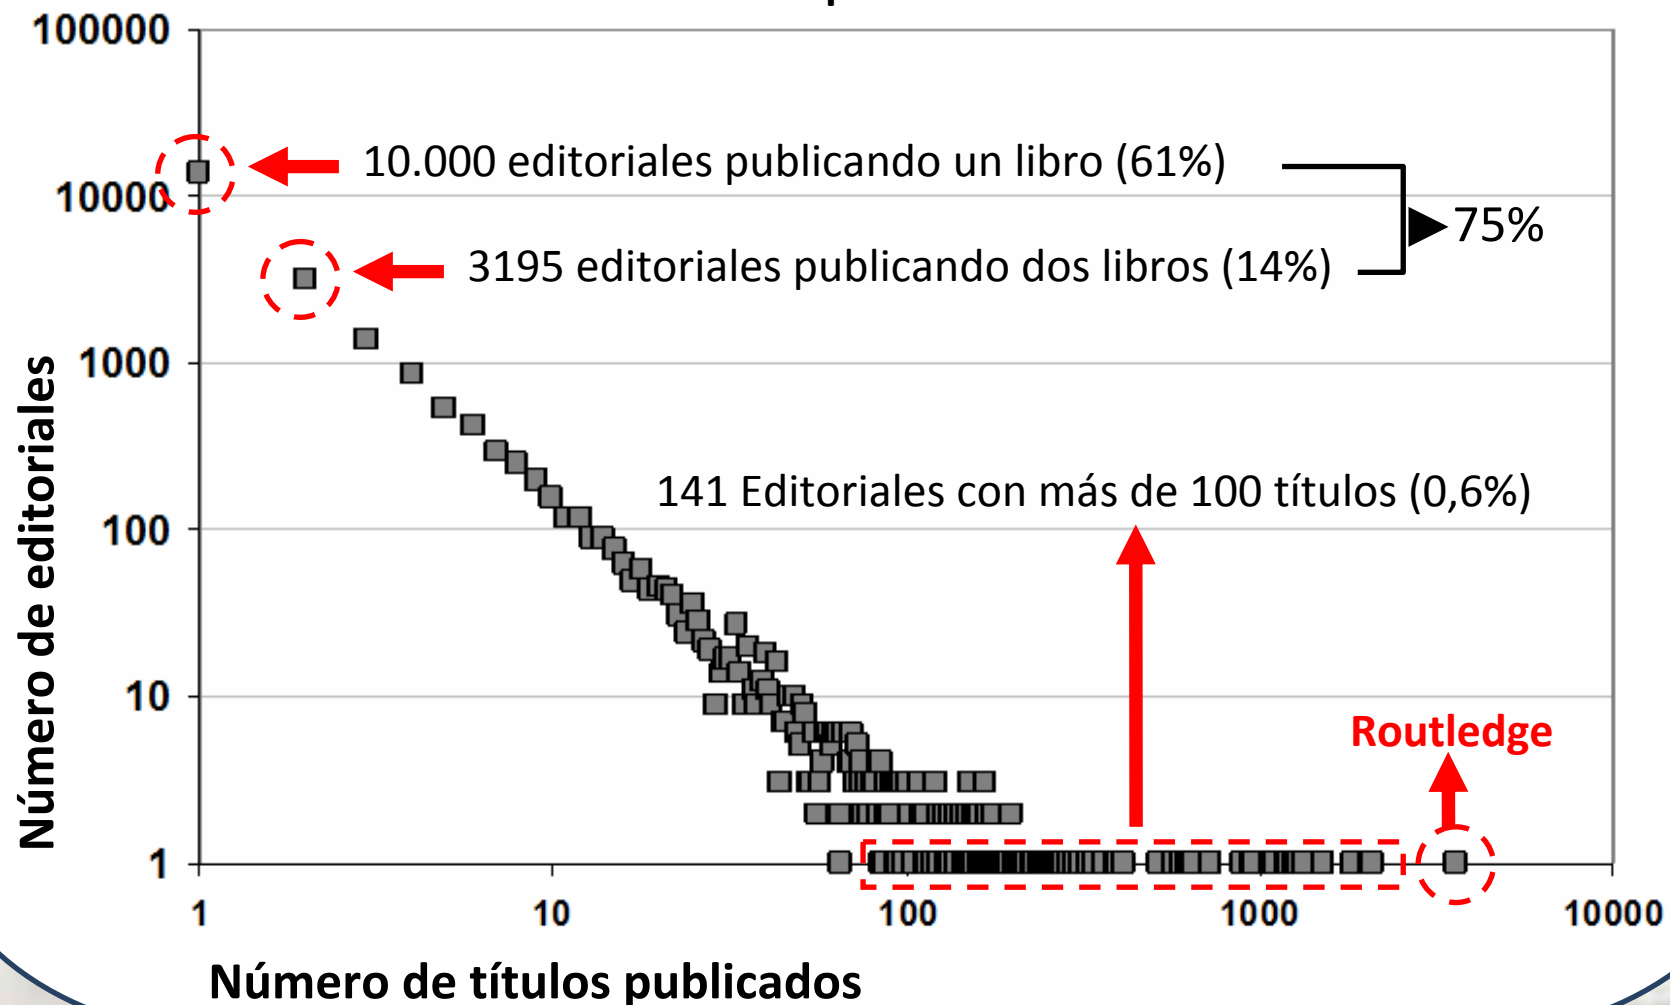 100000
10.000 editoriales publicando un libro (61%)
10000
75%
3195 editoriales publicando dos libros (14%)
1000
Número de editoriales
141 Editoriales con más de 100 títulos (0,6%)
100
10
Routledge
1
1
10
100
1000
10000
Número de títulos publicados